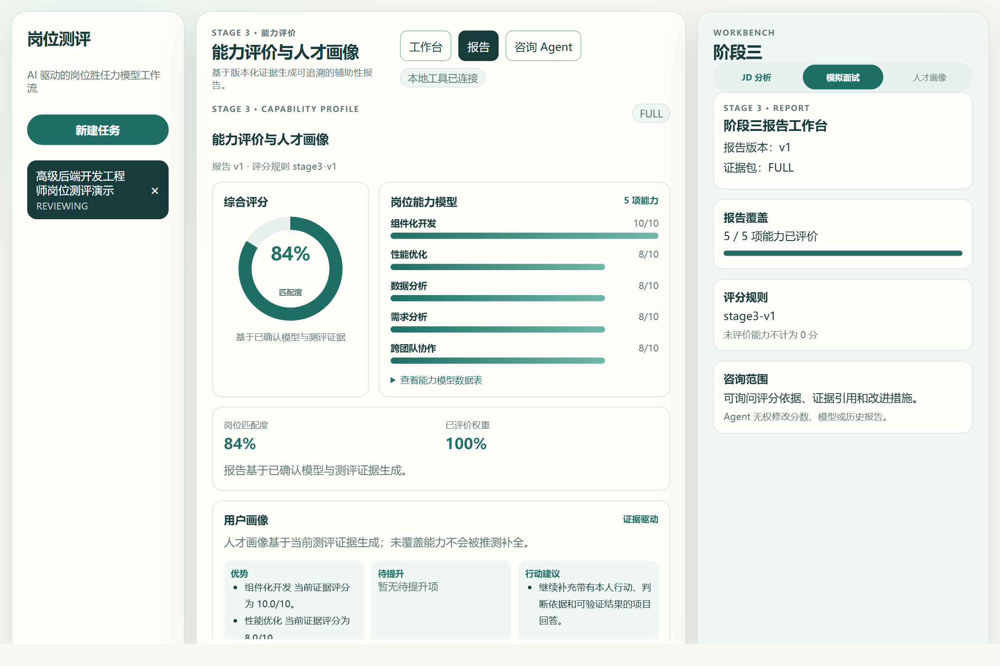 岗位测评
AI 驱动的岗位胜任力模型工作
流
新建任务
高级后端开发工程
师岗位测评演示
REVIEWING
×
STAGE 3 • 能力评价
能力评价与人才画像
基于版本化证据生成可追溯的辅助性报
告。
工作台
报告
咨询 Agent
本地工具已连接
STAGE 3 • CAPABILITY PROFILE
FULL
能力评价与人才画像
报告 v1 · 评分规则 stage3-v1
综合评分
84%
匹配度
基于已确认模型与测评证据
岗位能力模型
5 项能力
组件化开发
10/10
性能优化
8/10
数据分析
8/10
需求分析
8/10
跨团队协作
8/10
▶ 查看能力模型数据表
岗位匹配度
84%
已评价权重
100%
报告基于已确认模型与测评证据生成。
用户画像
证据驱动
人才画像基于当前测评证据生成；未覆盖能力不会被推测补全。
优势
• 组件化开发 当前证据评分
为 10.0/10。
• 性能优化 当前证据评分为
8.0/10
待提升
暂无待提升项
行动建议
• 继续补充带有本人行动、判
断依据和可验证结果的项目
回答。
WORKBENCH
阶段三
JD 分析
模拟面试
人才画像
STAGE 3 • REPORT
阶段三报告工作台
报告版本：v1
证据包：FULL
报告覆盖
5 / 5 项能力已评价
评分规则
stage3-v1
未评价能力不计为 0 分
咨询范围
可询问评分依据、证据引用和改进措施。
Agent 无权修改分数、模型或历史报告。